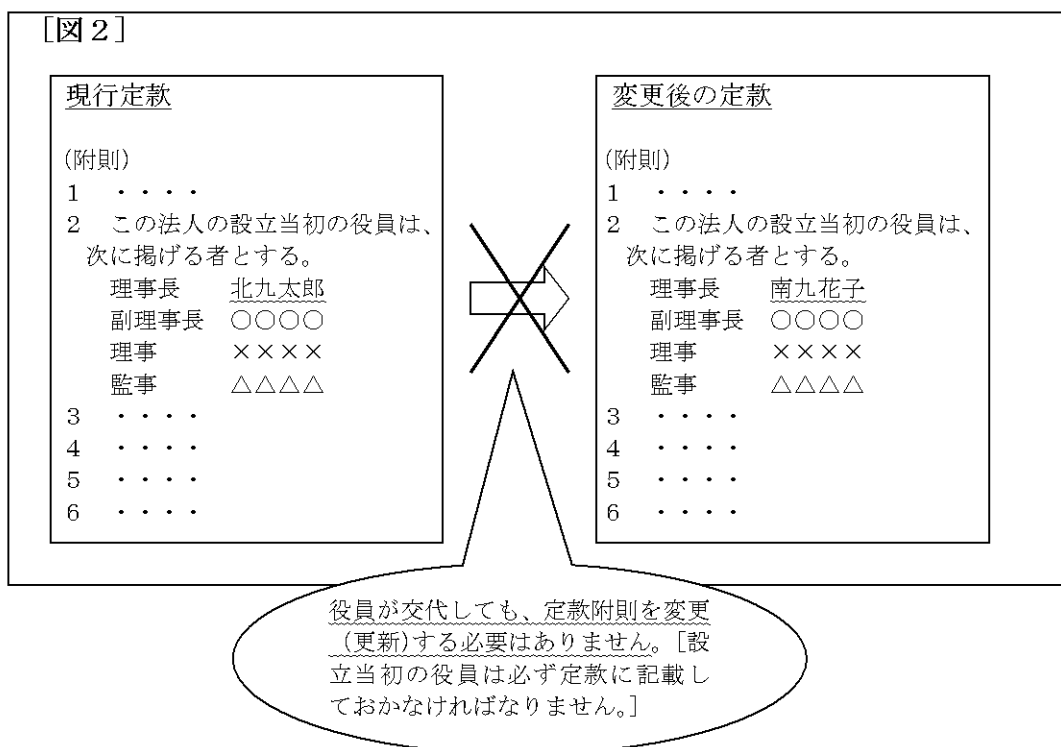 ［図２］
現行定款
(附則)
1　・・・・
2　この法人の設立当初の役員は、
次に掲げる者とする。
理事長　北九太郎
副理事長　○○○○
理事　××××
監事　△△△△
3　・・・・
4　・・・・
5　・・・・
6　・・・・
変更後の定款
(附則)
1　・・・・
2　この法人の設立当初の役員は、
次に掲げる者とする。
理事長　南九花子
副理事長　○○○○
理事　××××
監事　△△△△
3　・・・・
4　・・・・
5　・・・・
6　・・・・
役員が交代しても、定款附則を変更
(更新)する必要はありません。［設
立当初の役員は必ず定款に記載し
ておかなければなりません。］